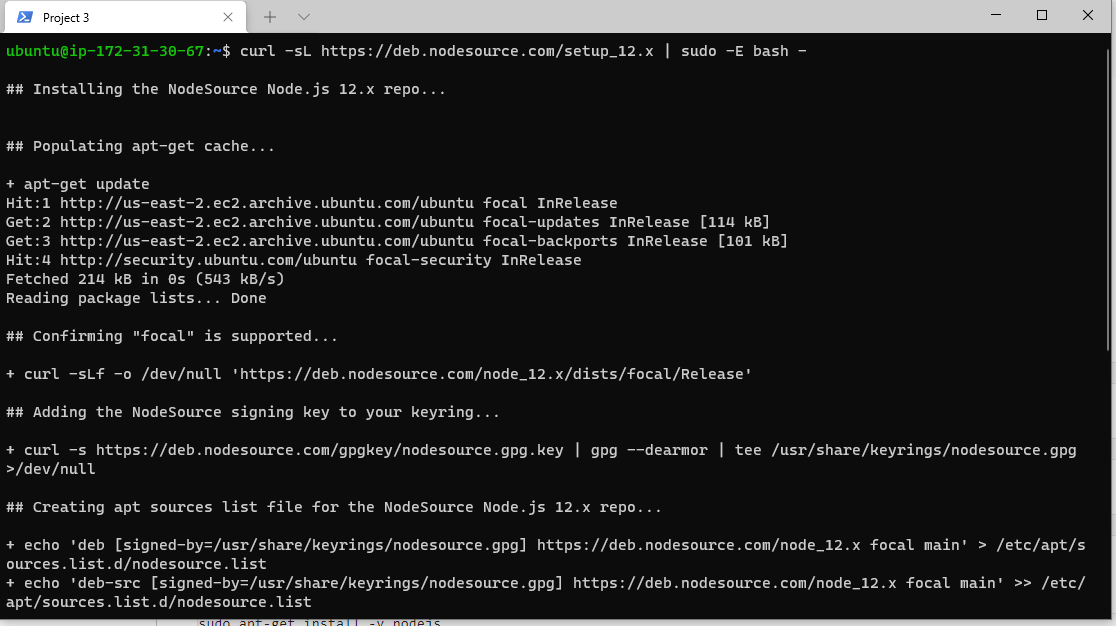 Project 3
ubuntu@ip-172-31-30-67:~$ curl -sL https://deb.nodesource.com/setup_12.x | sudo -E bash -
## Installing the NodeSource Node.js 12.x repo...
## Populating apt-get cache...
+ apt-get update
Hit:1 http://us-east-2.ec2.archive.ubuntu.com/ubuntu focal InRelease
Get:2 http://us-east-2.ec2.archive.ubuntu.com/ubuntu focal-updates InRelease [114 kB]
Get:3 http://us-east-2.ec2.archive.ubuntu.com/ubuntu focal-backports InRelease [101 kB]
Hit:4 http://security.ubuntu.com/ubuntu focal-security InRelease
Fetched 214 kB in 0s (543 kB/s)
Reading package lists... Done
## Confirming "focal" is supported...
+ curl -sLf -o /dev/null 'https://deb.nodesource.com/node_12.x/dists/focal/Release'
## Adding the NodeSource signing key to your keyring...
+ curl -s https://deb.nodesource.com/gpgkey/nodesource.gpg.key | gpg --dearmor | tee /usr/share/keyrings/nodesource.gpg
>/dev/null
## Creating apt sources list file for the NodeSource Node.js 12.x repo...
+ echo 'deb [signed-by=/usr/share/keyrings/nodesource.gpg] https://deb.nodesource.com/node_12.x focal main' > /etc/apt/s
ources.list.d/nodesource.list
+ echo 'deb-src [signed-by=/usr/share/keyrings/nodesource.gpg] https://deb.nodesource.com/node_12.x focal main' >> /etc/
apt/sources.list.d/nodesource.list
sudo apt-get install -y nodejs